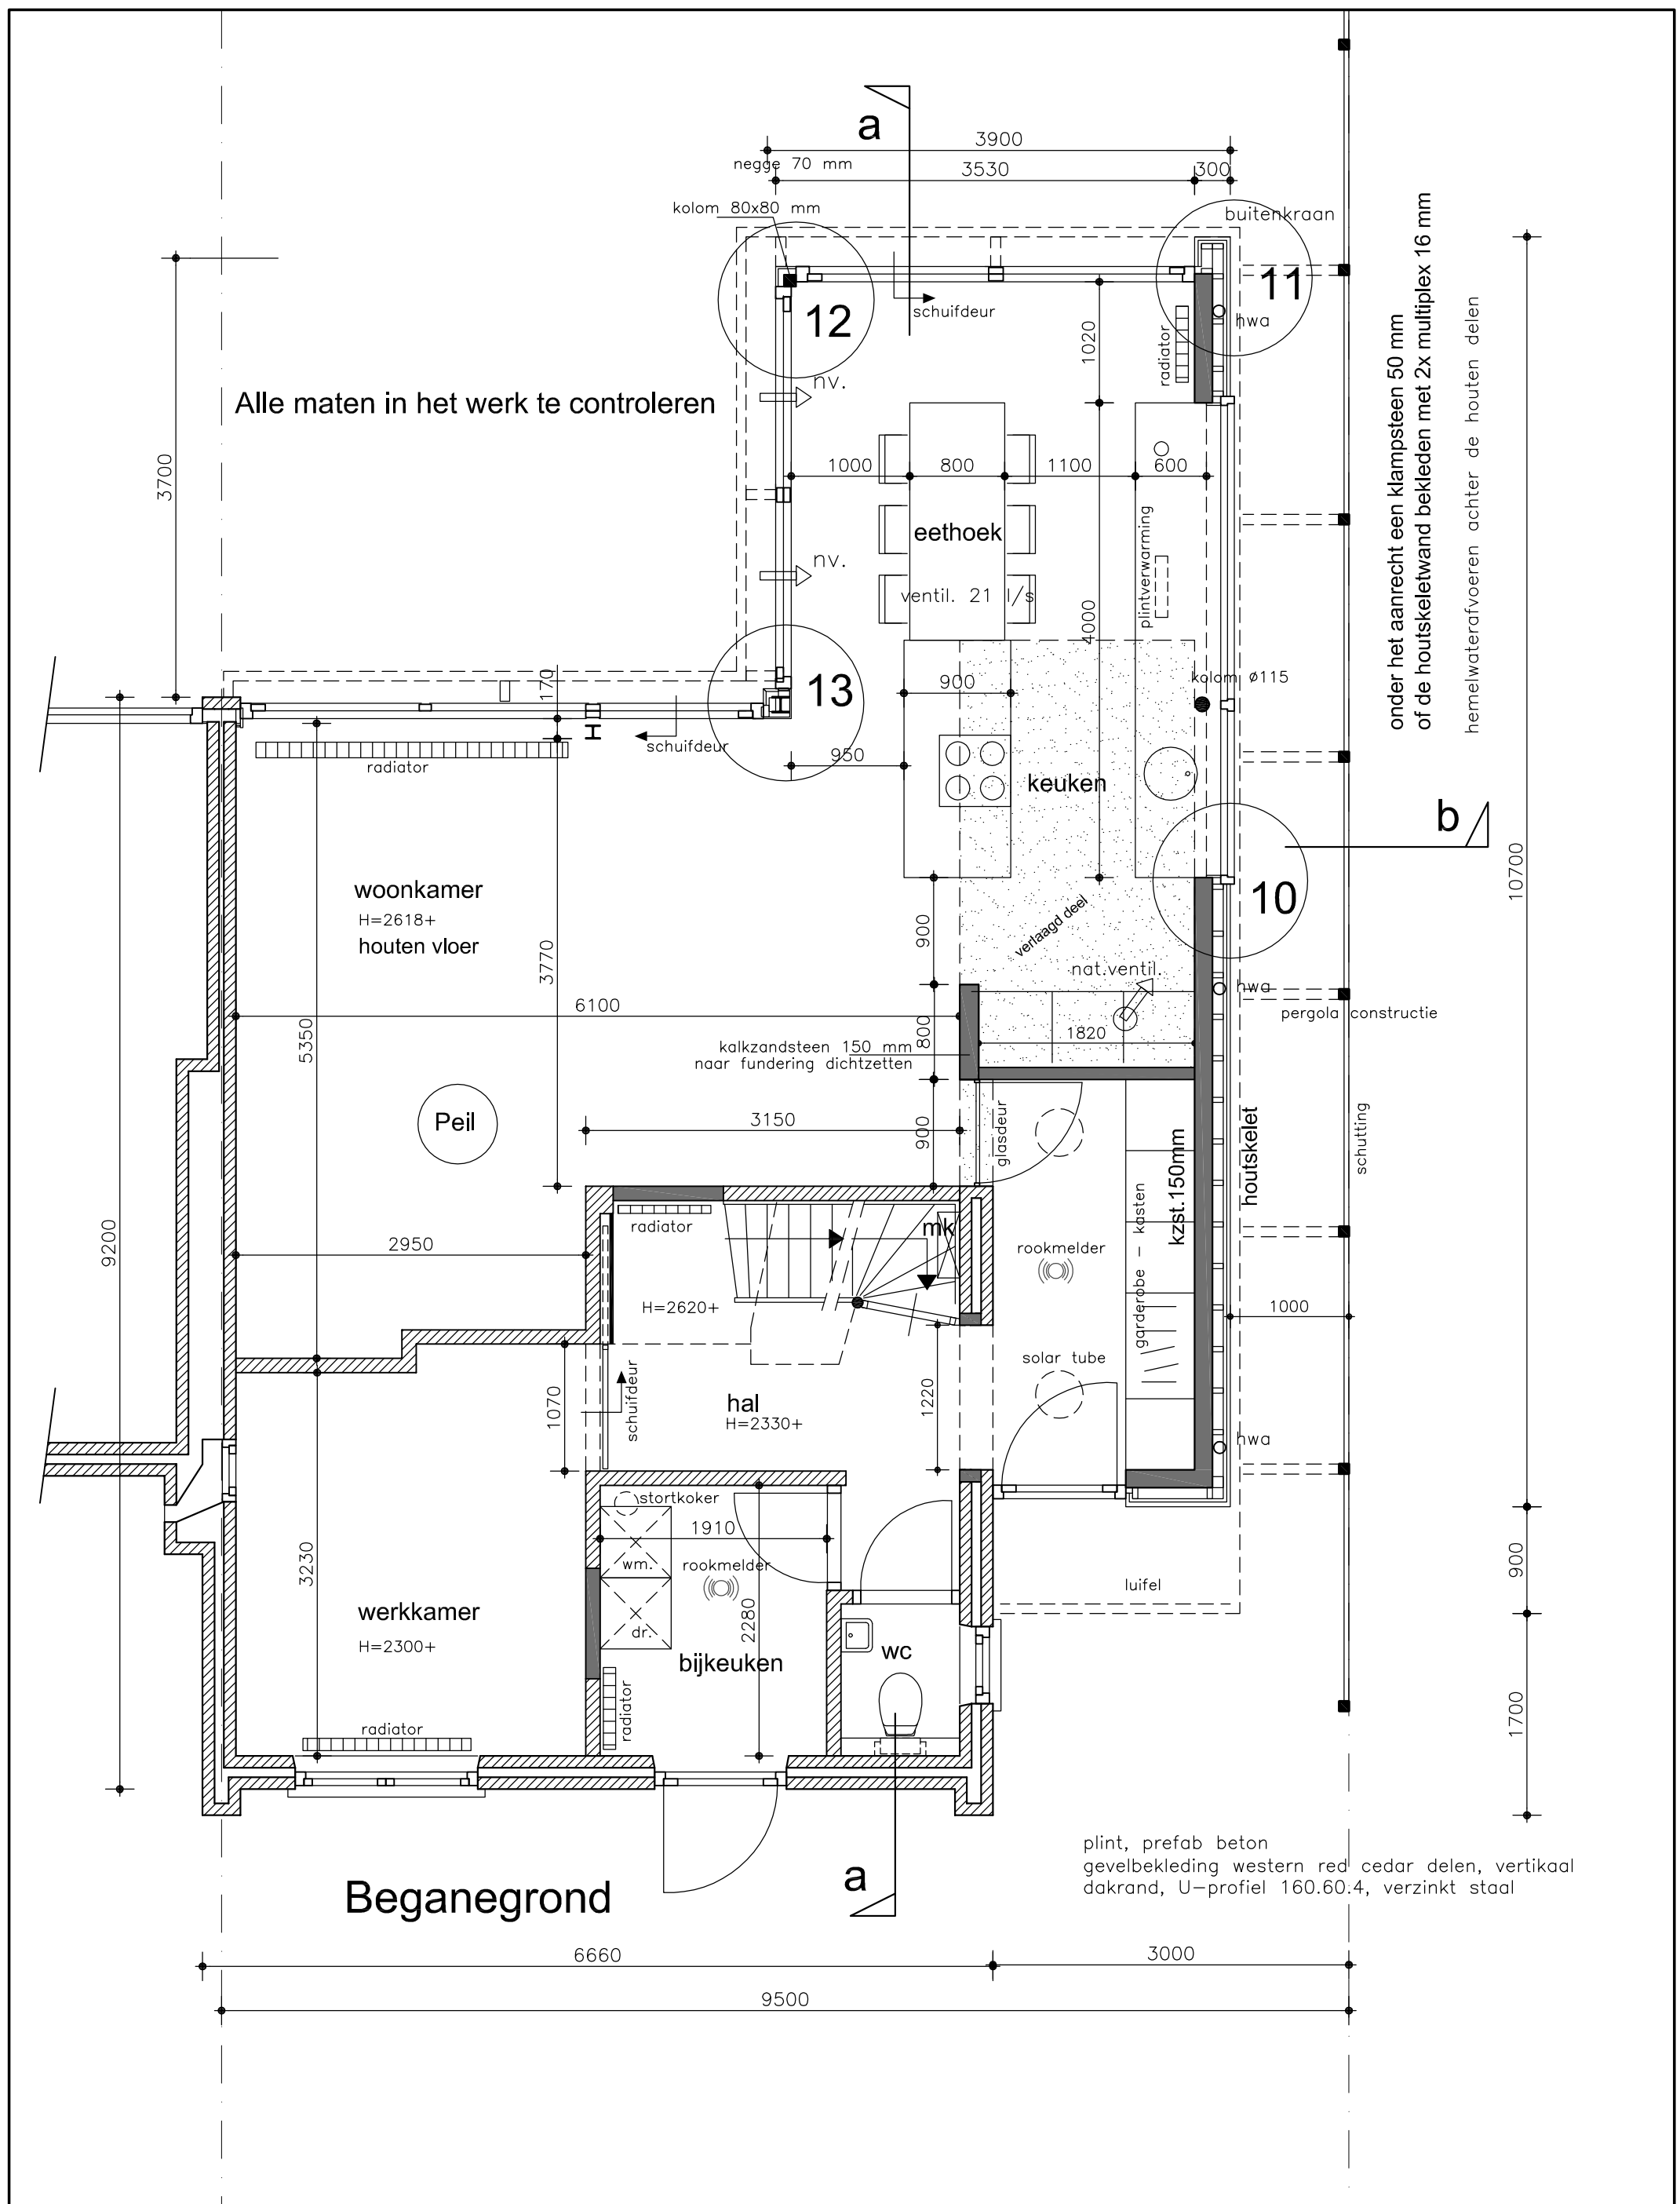 a
3900
negge 70 mm
3530
300
kolom 80x80 mm
buitenkraan
12
11
schuifdeur
hwa
radiator
1020
nv.
Alle maten in het werk te controleren
3700
1000
800
1100
600
eethoek
nv.
ventil. 21 l/s
plintverwarming
4000
onder het aanrecht een klampsteen 50 mm
of de houtskeletwand bekleden met 2x multiplex 16 mm
hemelwaterafvoeren achter de houten delen
170
13
900
kolom ø115
schuifdeur
radiator
950
keuken
b
10700
woonkamer
H=2618+
houten vloer
10
900
verlaagd deel
3770
nat.ventil.
hwa
6100
pergola constructie
5350
800
1820
kalkzandsteen 150 mm
naar fundering dichtzetten
Peil
3150
900
glasdeur
kzst.150mm
houtskelet
schutting
9200
2950
radiator
mk
rookmelder
garderobe - kasten
H=2620+
1000
solar tube
1070
schuifdeur
hal
H=2330+
1220
hwa
stortkoker
1910
wm.
rookmelder
3230
900
luifel
werkkamer
H=2300+
dr.
2280
bijkeuken
wc
radiator
radiator
1700
plint, prefab beton
gevelbekleding western red cedar delen, vertikaal
dakrand, U-profiel 160.60.4, verzinkt staal
a
Beganegrond
6660
3000
9500